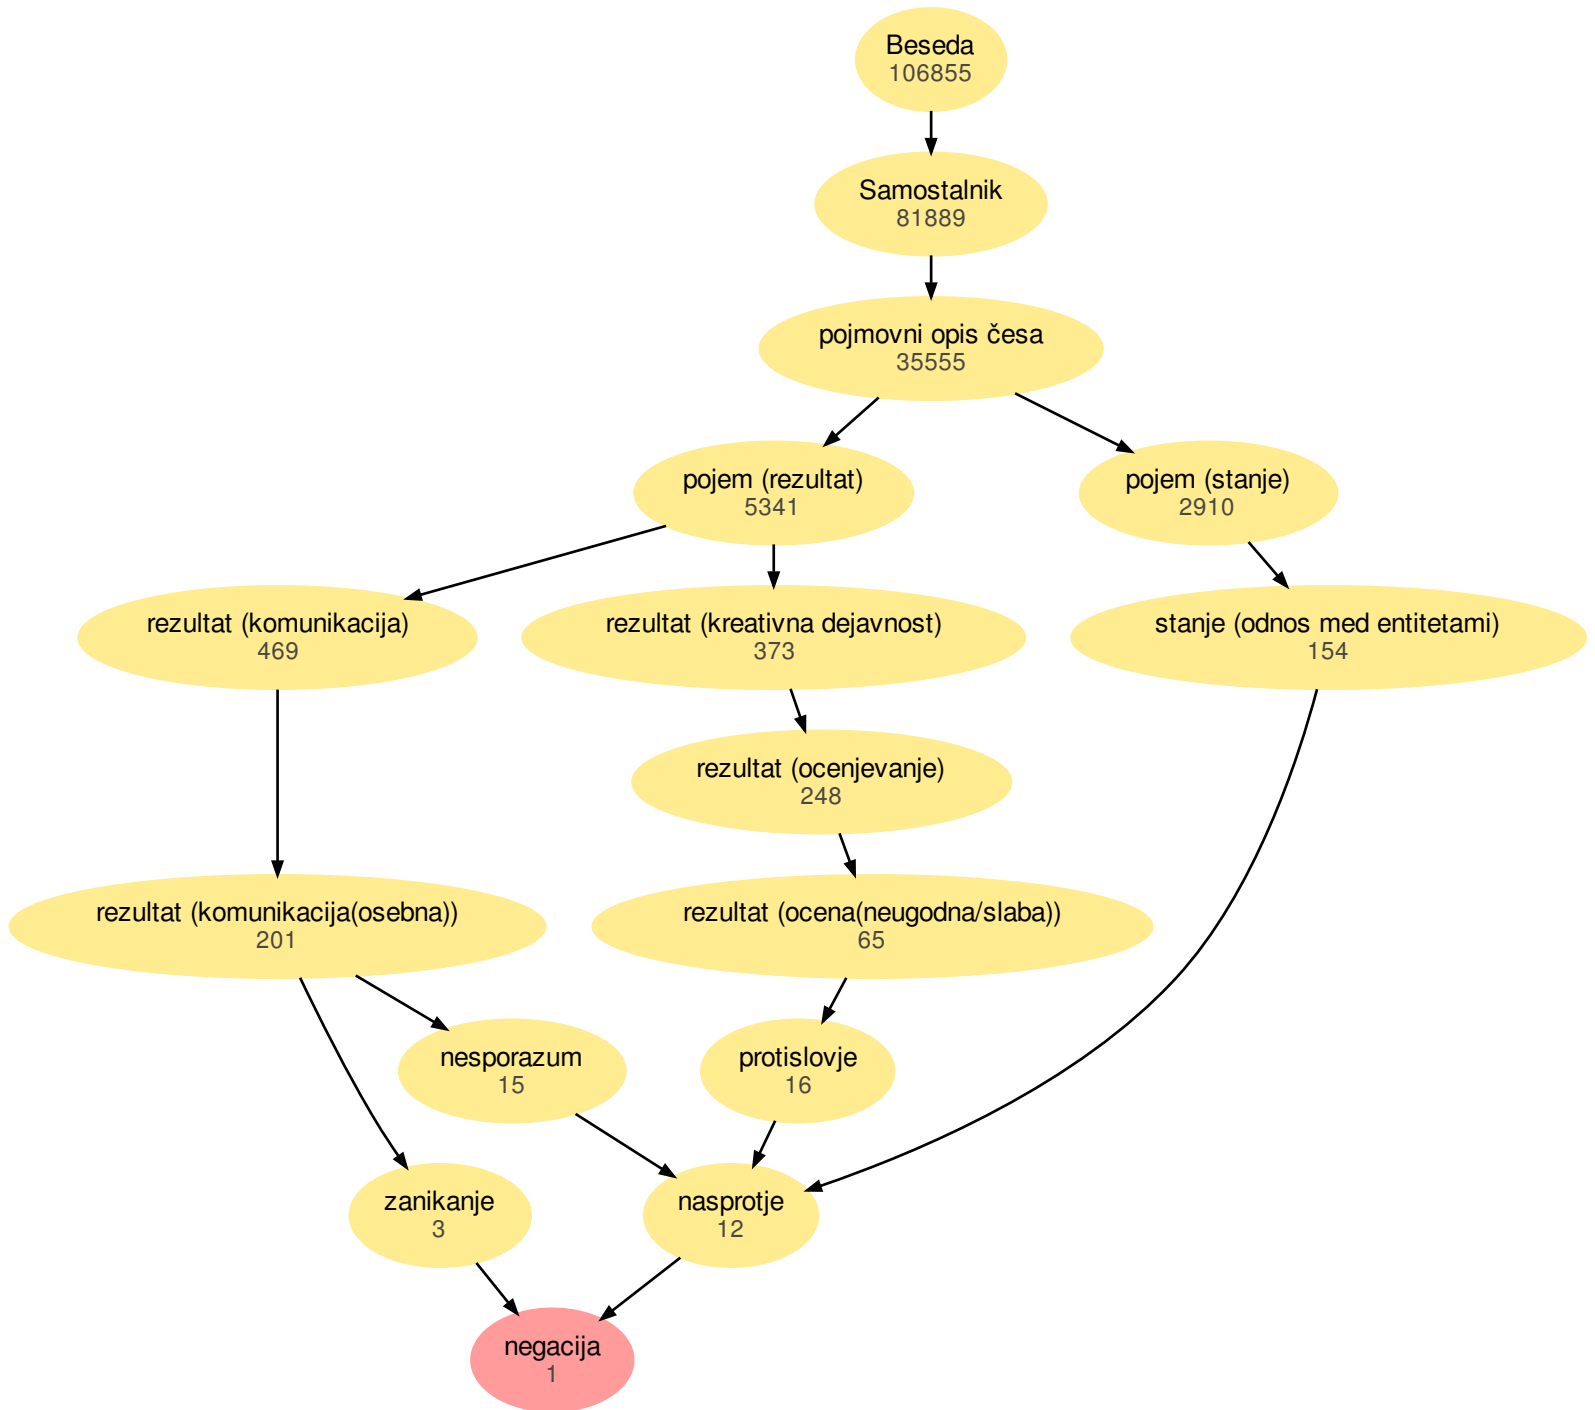 Beseda
106855
Samostalnik
81889
pojmovni opis česa
35555
pojem (rezultat)
5341
pojem (stanje)
2910
rezultat (komunikacija)
469
rezultat (kreativna dejavnost)
373
stanje (odnos med entitetami)
154
rezultat (ocenjevanje)
248
rezultat (komunikacija(osebna))
201
rezultat (ocena(neugodna/slaba))
65
nesporazum
15
protislovje
16
zanikanje
3
nasprotje
12
negacija
1